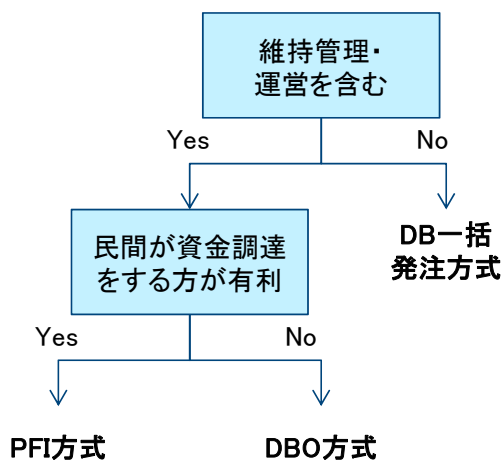 維持管理・
運営を含む
Yes
No
民間が資金調達
をする方が有利
DB一括
発注方式
Yes
No
PFI方式
DBO方式